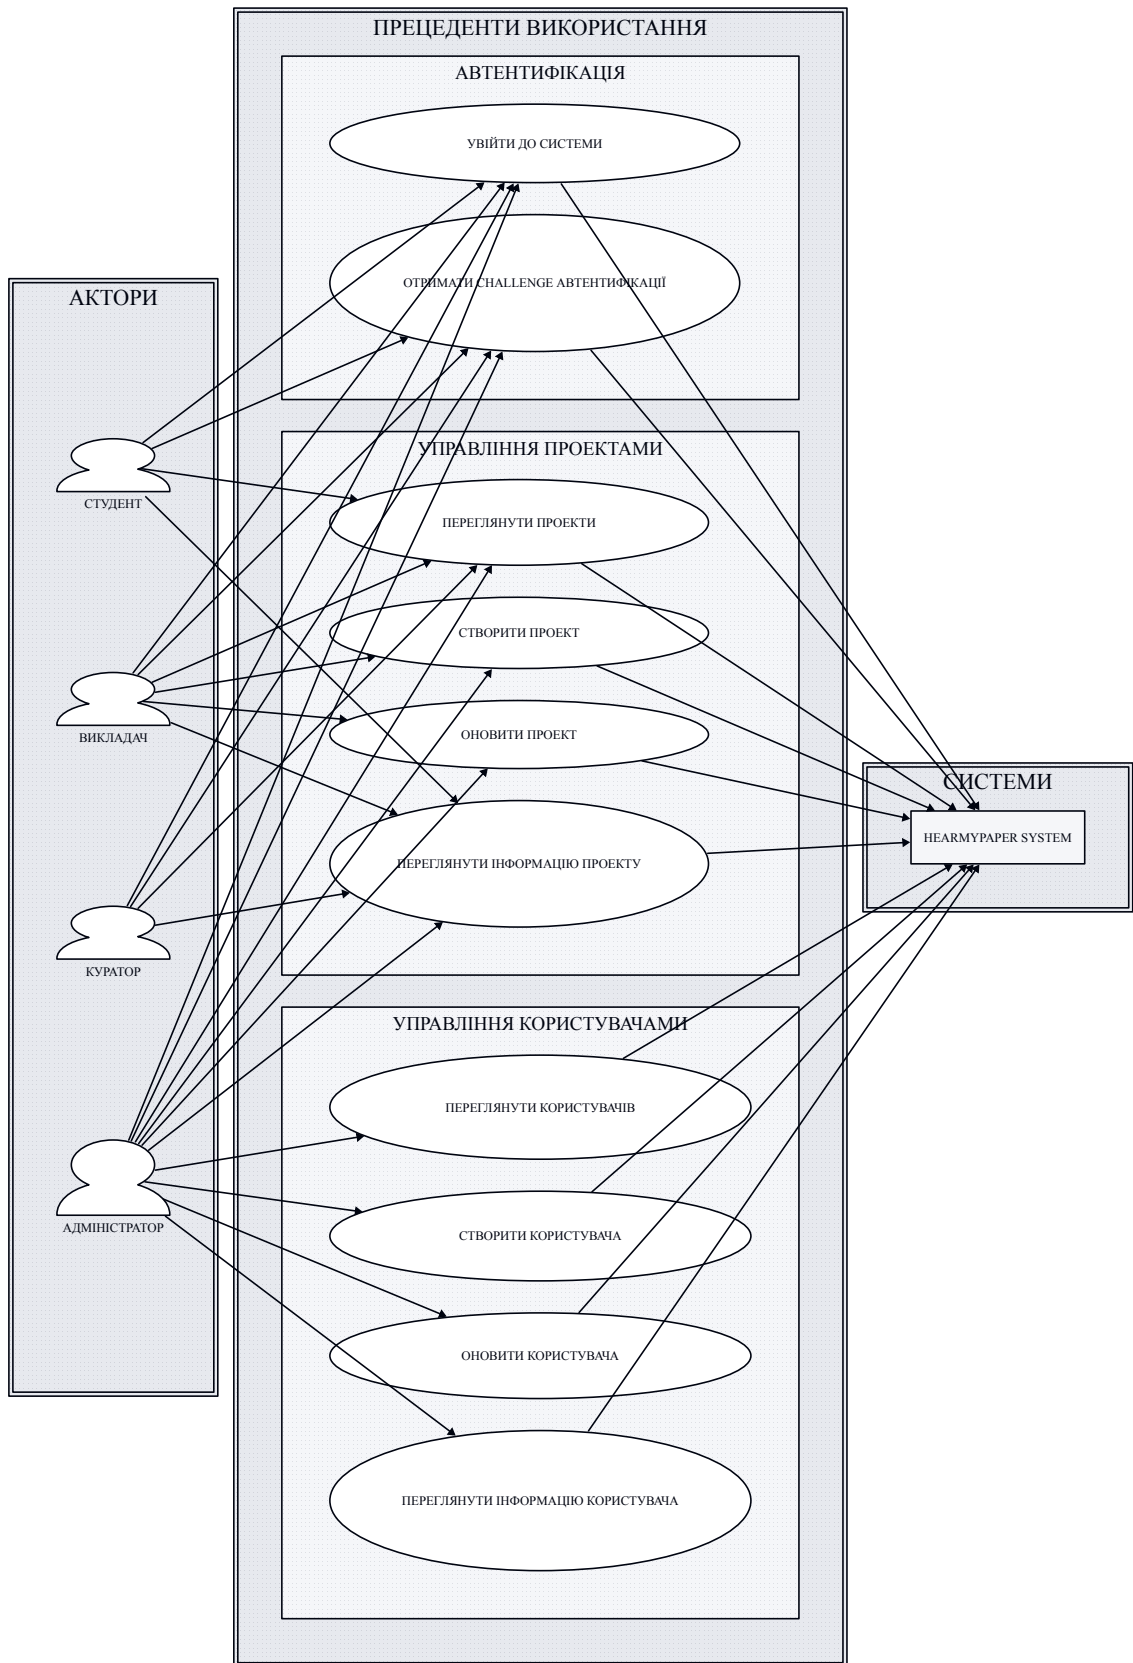 ПРЕЦЕДЕНТИ ВИКОРИСТАННЯ
АВТЕНТИФІКАЦІЯ
УВІЙТИ ДО СИСТЕМИ
ОТРИМАТИ CHALLENGE АВТЕНТИФІКАЦІЇ
АКТОРИ
СТУДЕНТ
ВИКЛАДАЧ
КУРАТОР
АДМІНІСТРАТОР
УПРАВЛІННЯ ПРОЕКТАМИ
ПЕРЕГЛЯНУТИ ПРОЕКТИ
СТВОРИТИ ПРОЕКТ
ОНОВИТИ ПРОЕКТ
ПЕРЕГЛЯНУТИ ІНФОРМАЦІЮ ПРОЕКТУ
СИСТЕМИ
HEARMYPAPER SYSTEM
УПРАВЛІННЯ КОРИСТУВАЧАМИ
ПЕРЕГЛЯНУТИ КОРИСТУВАЧІВ
СТВОРИТИ КОРИСТУВАЧА
ОНОВИТИ КОРИСТУВАЧА
ПЕРЕГЛЯНУТИ ІНФОРМАЦІЮ КОРИСТУВАЧА